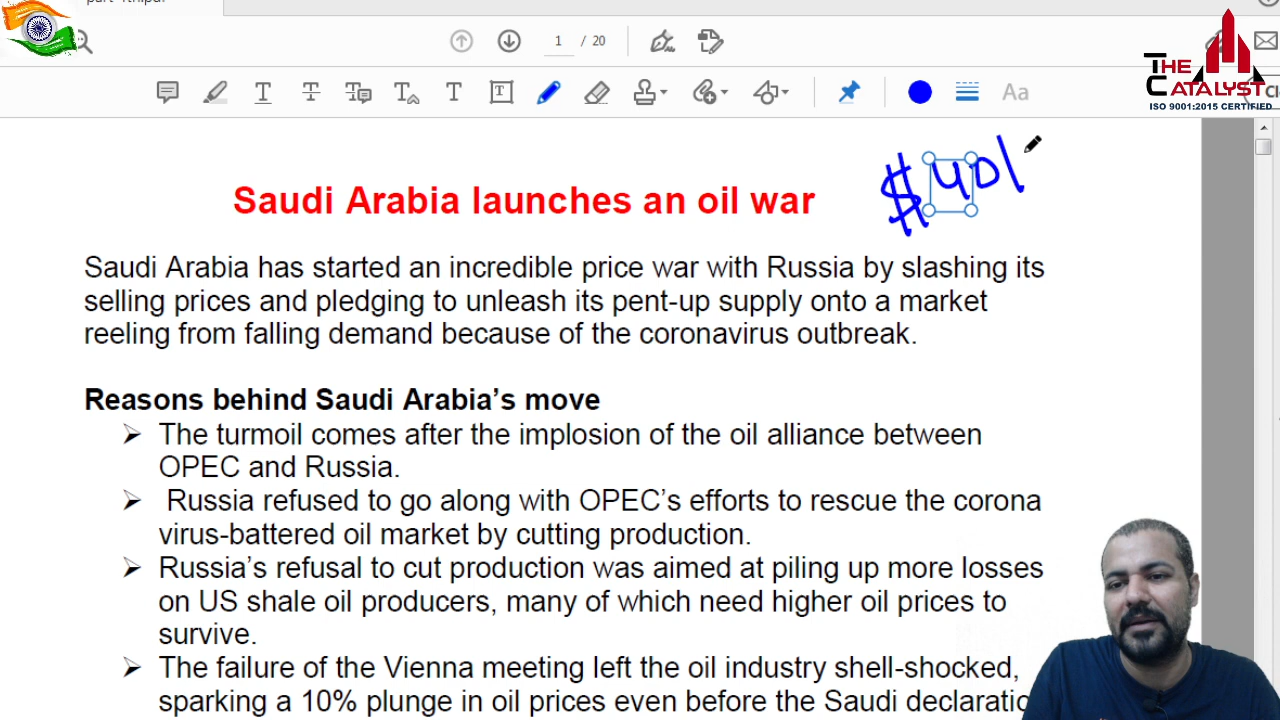 1 / 20
THE
CATALYST
ISO 9001:2015 CERTIFIED
T T T T T
Aa
$40/
Saudi Arabia launches an oil war
Saudi Arabia has started an incredible price war with Russia by slashing its
selling prices and pledging to unleash its pent-up supply onto a market
reeling from falling demand because of the coronavirus outbreak.
Reasons behind Saudi Arabia’s move
➢ The turmoil comes after the implosion of the oil alliance between
OPEC and Russia.
➢ Russia refused to go along with OPEC’s efforts to rescue the corona
virus-battered oil market by cutting production.
➢ Russia’s refusal to cut production was aimed at piling up more losses
on US shale oil producers, many of which need higher oil prices to
survive.
➢ The failure of the Vienna meeting left the oil industry shell-shocked,
sparking a 10% plunge in oil prices even before the Saudi